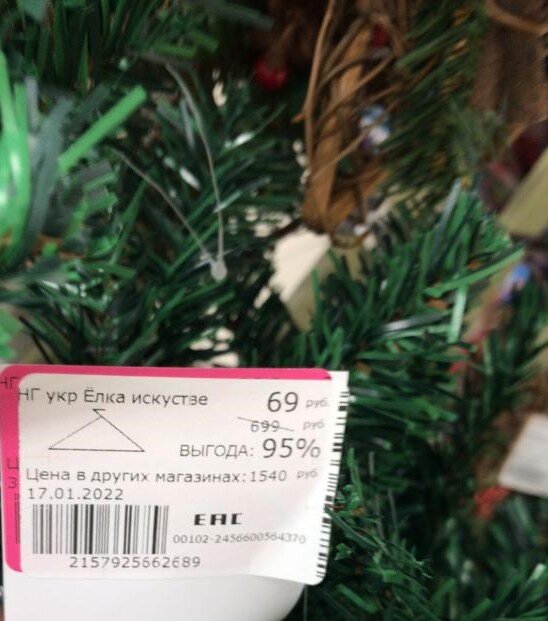 НГ укр Ёлка искустве
69 руб.
699 руб
ВЫГОДА: 95%
Цена в других магазинах: 1540 руб.
17.01.2022
EAC
00102-2456600564370
2157925662689